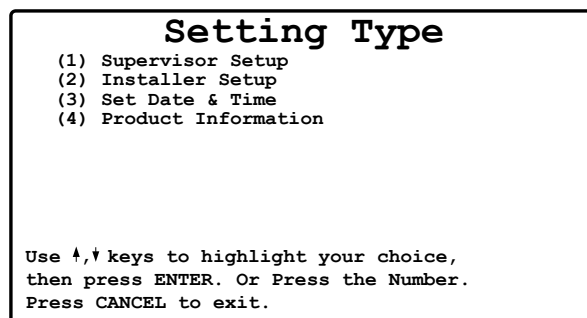 Setting Type
(1) Supervisor Setup
(2) Installer Setup
(3) Set Date & Time
(4) Product Information
Use ↑,↓ keys to highlight your choice,
then press ENTER. Or Press the Number.
Press CANCEL to exit.